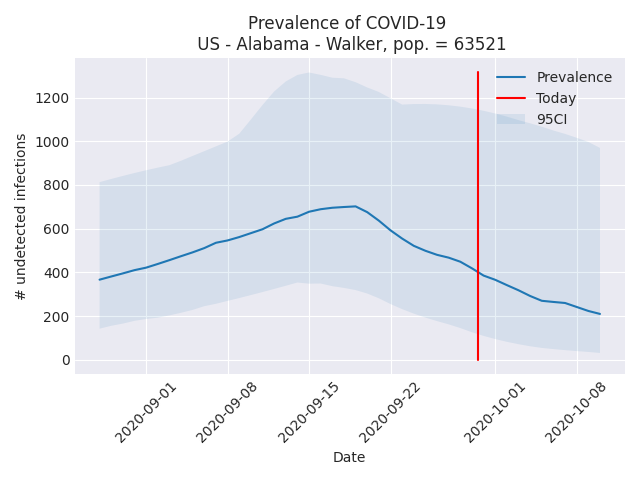 Prevalence of COVID-19
US - Alabama - Walker, pop. = 63521
Prevalence
Today
95CI
# undetected infections
1200
1000
800
600
400
200
0
2020-09-01
2020-09-08
2020-09-15
2020-09-22
2020-10-01
2020-10-08
Date